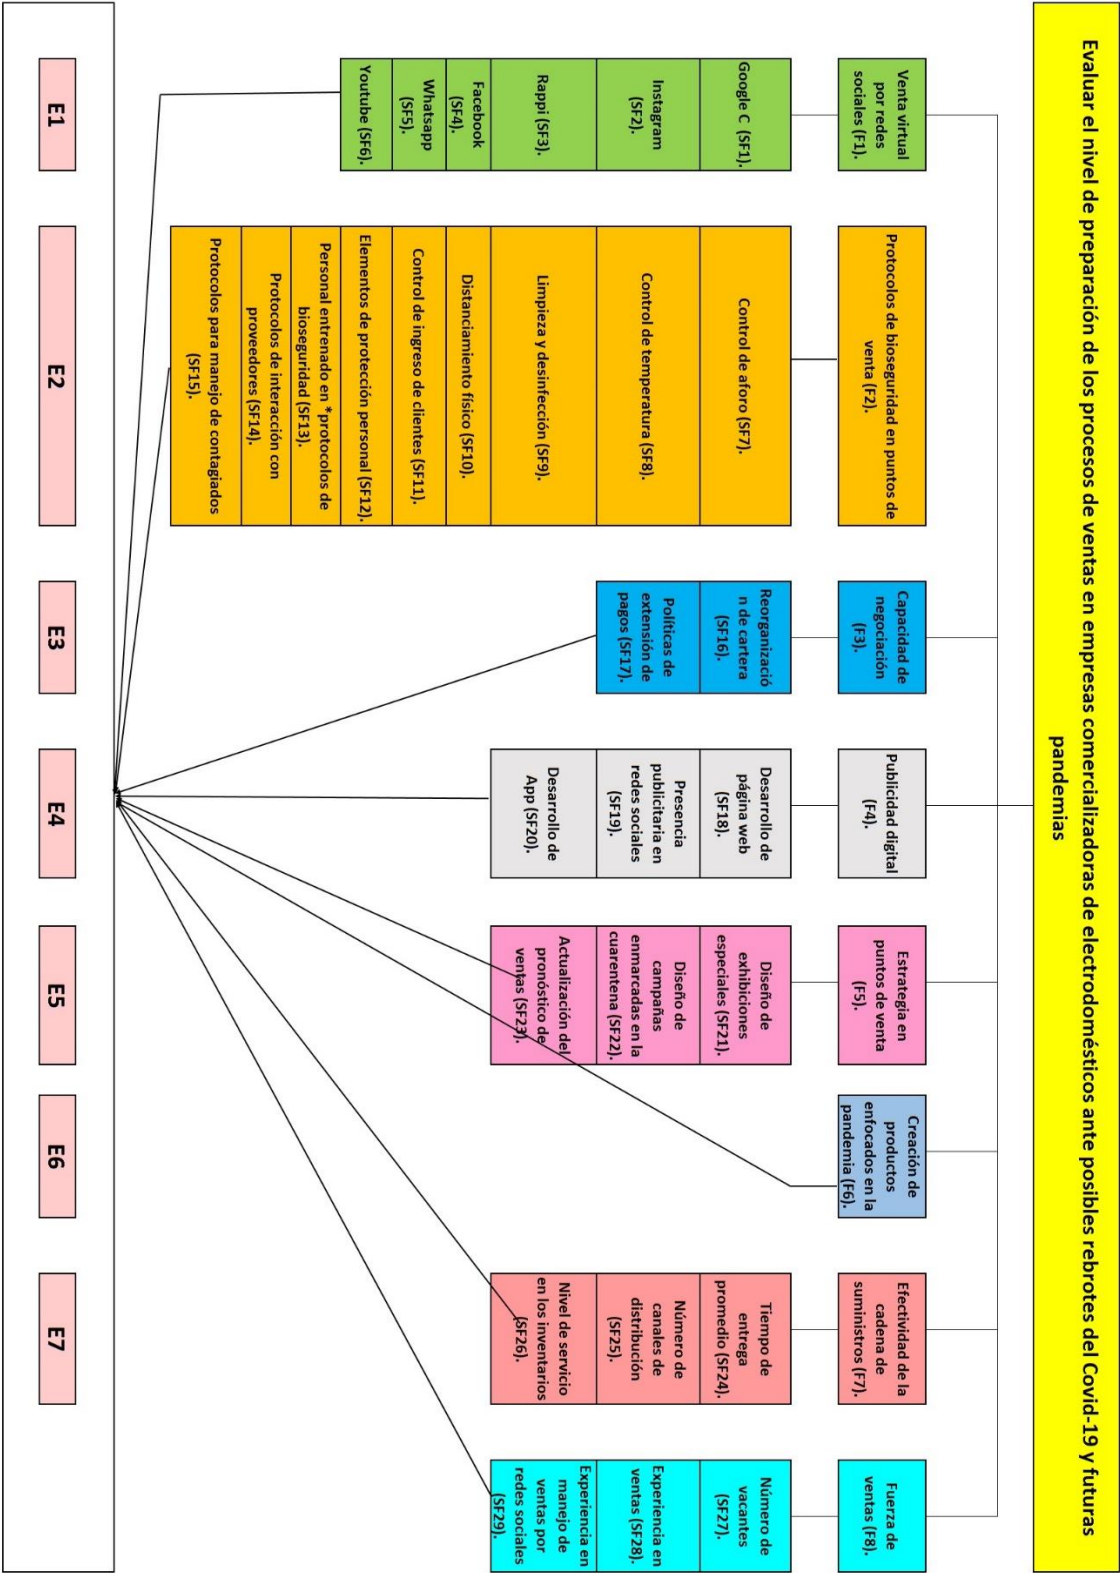 Evaluar el nivel de preparación de los procesos de ventas en empresas comercializadoras de electrodomésticos ante posibles rebrotes del Covid-19 y futuras
pandemias
Venta virtual
por redes
sociales (F1).
Google C (SF1).
Instagram
(SF2).
Rappi (SF3).
Facebook
(SF4).
Whatsapp
(SF5).
Youtube (SF6).
Protocolos de bioseguridad en puntos de
venta (F2).
Control de aforo (SF7).
Control de temperatura (SF8).
Limpieza y desinfección (SF9).
Distanciamiento físico (SF10).
Control de ingreso de clientes (SF11).
Elementos de protección personal (SF12).
Personal entrenado en *protocolos de
bioseguridad (SF13).
Protocolos de interacción con
proveedores (SF14).
Protocolos para manejo de contagiados
(SF15).
Capacidad de
negociación
(F3).
Reorganizació
n de cartera
(SF16).
Políticas de
extensión de
pagos (SF17).
Publicidad digital
(F4).
Desarrollo de
página web
(SF18).
Presencia
publicitaria en
redes sociales
(SF19).
Desarrollo de
App (SF20).
Estrategia en
puntos de venta
(F5).
Diseño de
exhibiciones
especiales (SF21).
Diseño de
campañas
enmarcadas en la
cuarentena (SF22).
Actualización del
pronóstico de
ventas (SF23).
Creación de
productos
enfocados en la
pandemia (F6).
Efectividad de la
cadena de
suministros (F7).
Tiempo de
entrega
promedio (SF24).
Número de
canales de
distribución
(SF25).
Nivel de servicio
en los inventarios
(SF26).
Fuerza de
ventas (F8).
Número de
vacantes
(SF27).
Experiencia en
ventas (SF28).
Experiencia en
manejo de
ventas por
redes sociales
(SF29).
E1
E2
E3
E4
E5
E6
E7